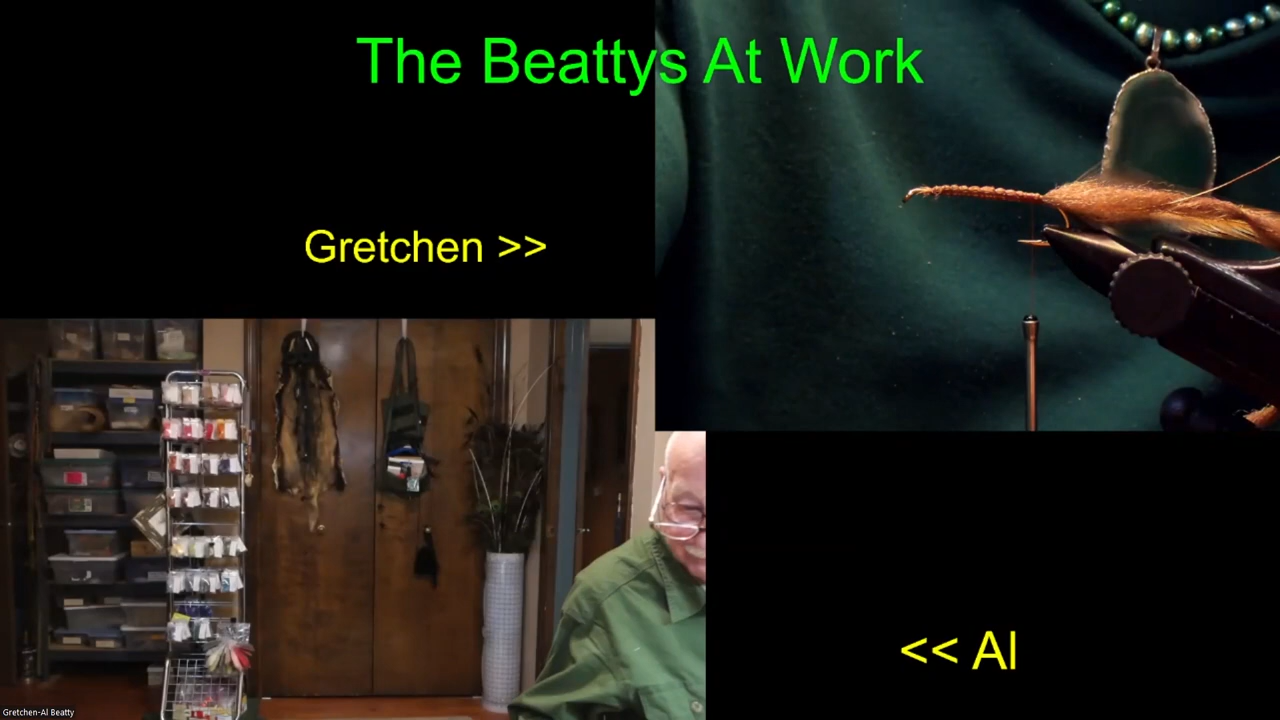 The Beattys At Work
Gretchen >>
<< Al
Gretchen-Al Beatty